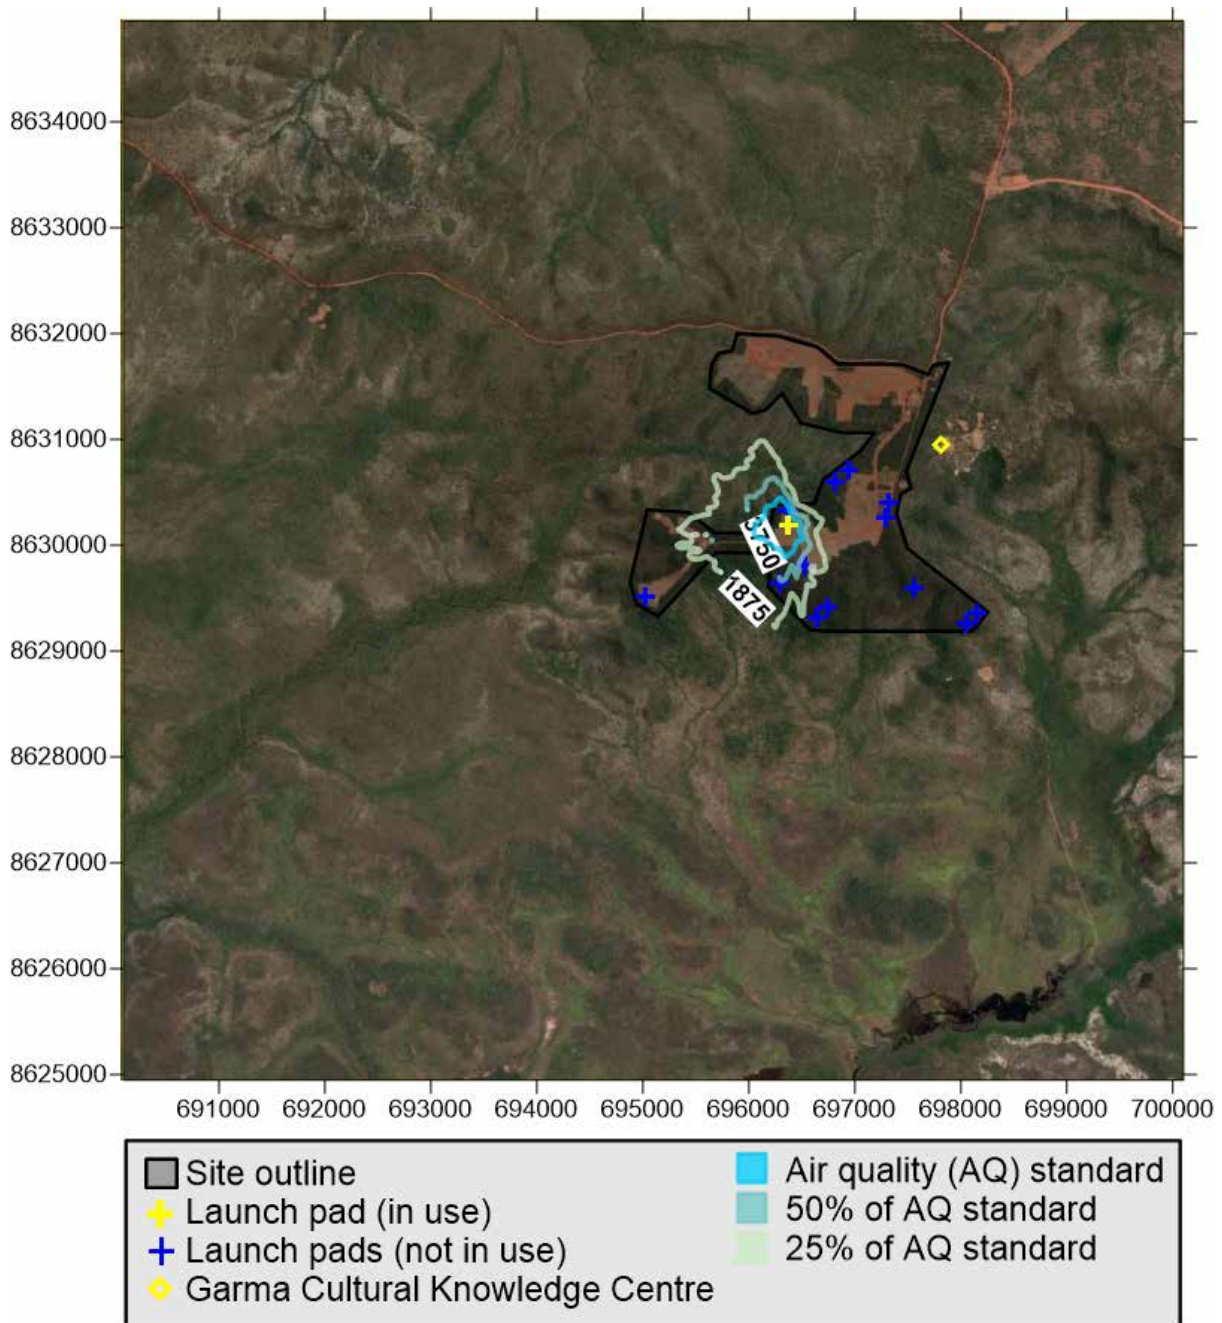 8634000
8633000
8632000
8631000
8630000
8629000
8628000
8627000
8626000
8625000
3750
1875
691000 692000 693000 694000 695000 696000 697000 698000 699000 700000
Site outline
Launch pad (in use)
Launch pads (not in use)
Garma Cultural Knowledge Centre
Air quality (AQ) standard
50% of AQ standard
25% of AQ standard